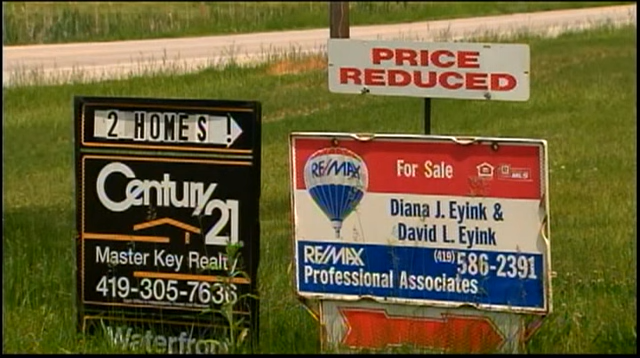 2 HOMES!
CENTURY 21
Master Key Realty
419-305-7636
Waterfront
PRICE
REDUCED
RE/MAX
For Sale
Diana J. Eyink &
David L. Eyink
RE/MAX
(419) 586-2391
Professional Associates